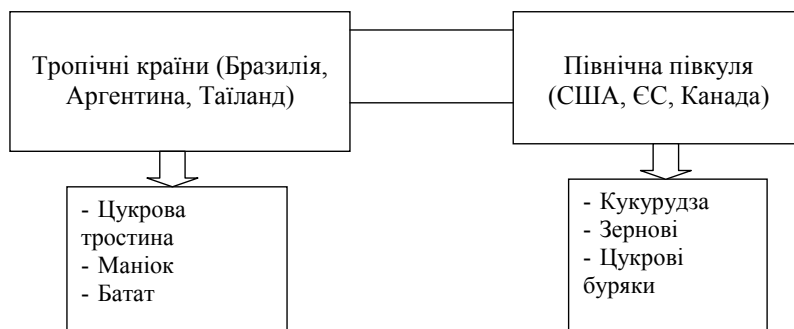 Тропічні країни (Бразилія,
Аргентина, Таїланд)
Північна півкуля
(США, ЄС, Канада)
- Цукрова
тростина
- Маніок
- Батат
- Кукурудза
- Зернові
- Цукрові
буряки